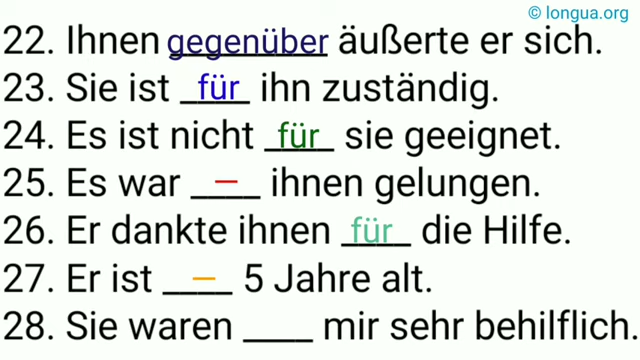 © longua.org
22. Ihnen gegenüber äußerte er sich.
23. Sie ist für ihn zuständig.
24. Es ist nicht für sie geeignet.
25. Es war — ihnen gelungen.
26. Er dankte ihnen für die Hilfe.
27. Er ist — 5 Jahre alt.
28. Sie waren ____ mir sehr behilflich.